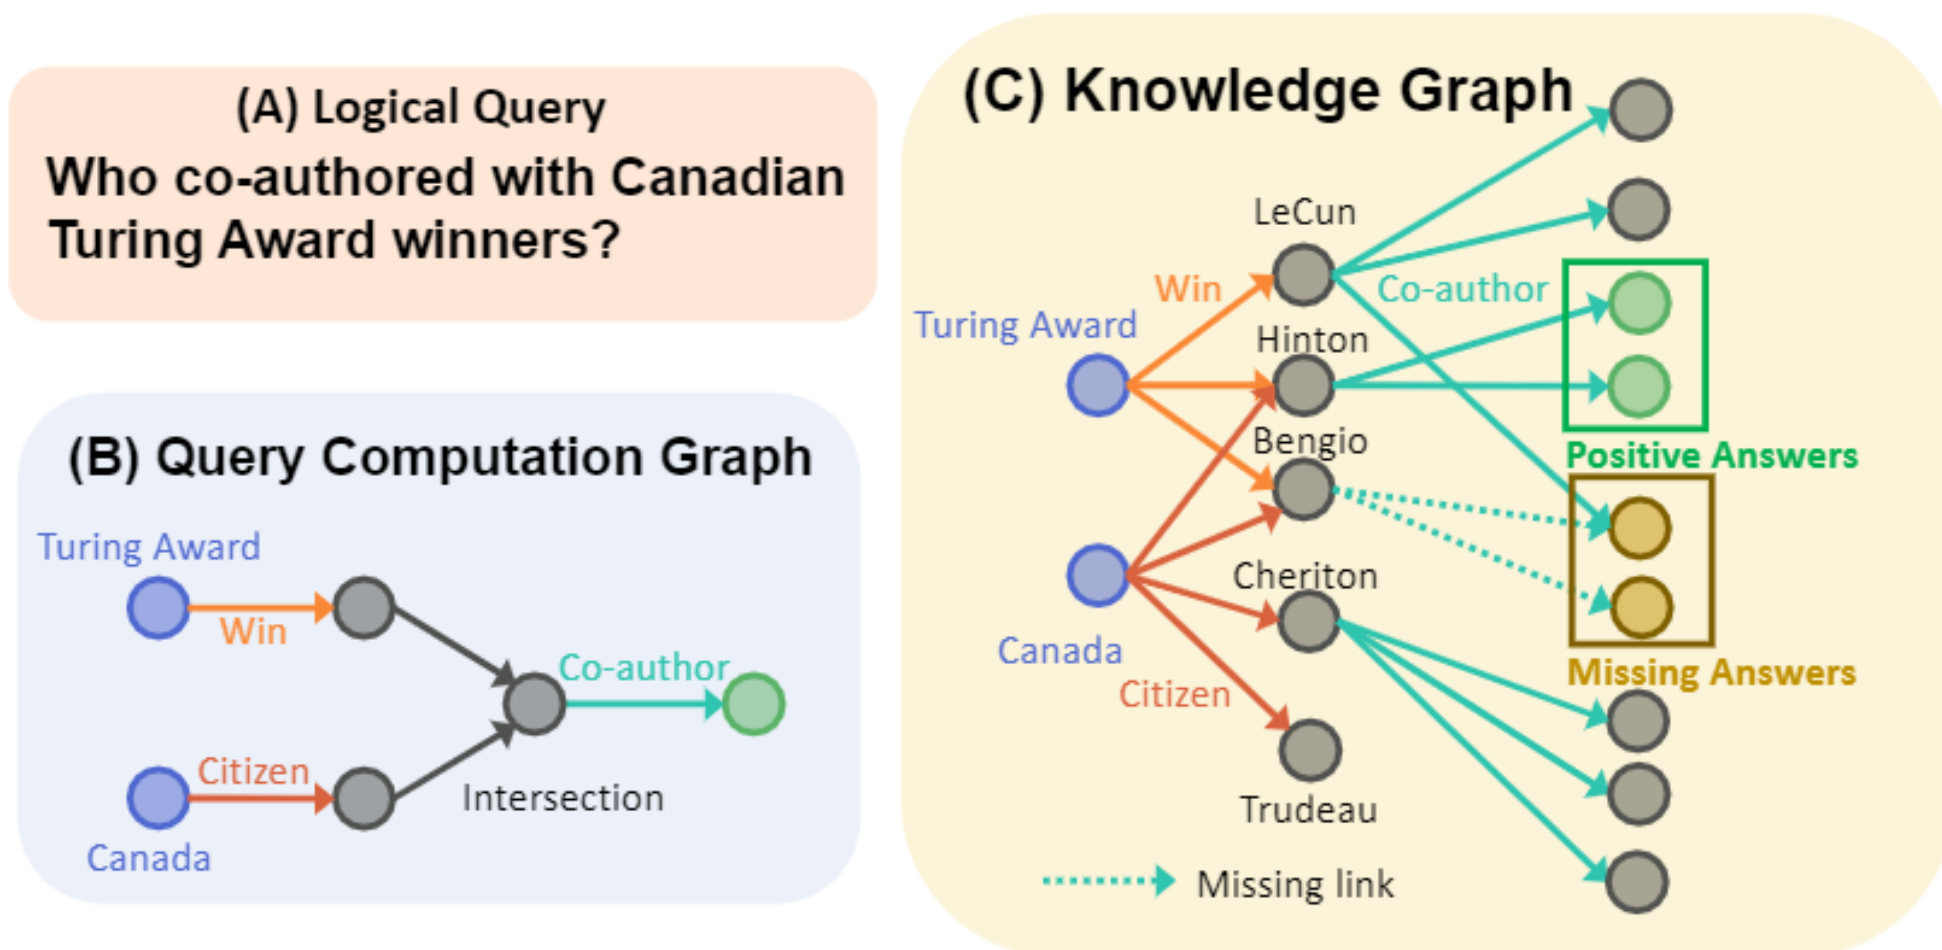 (A) Logical Query
Who co-authored with Canadian
Turing Award winners?
(B) Query Computation Graph
Turing Award
Win
Co-author
Citizen
Intersection
Canada
(C) Knowledge Graph
LeCun
Win
Co-author
Turing Award
Hinton
Bengio
Positive Answers
Cheriton
Canada
Missing Answers
Citizen
Trudeau
Missing link